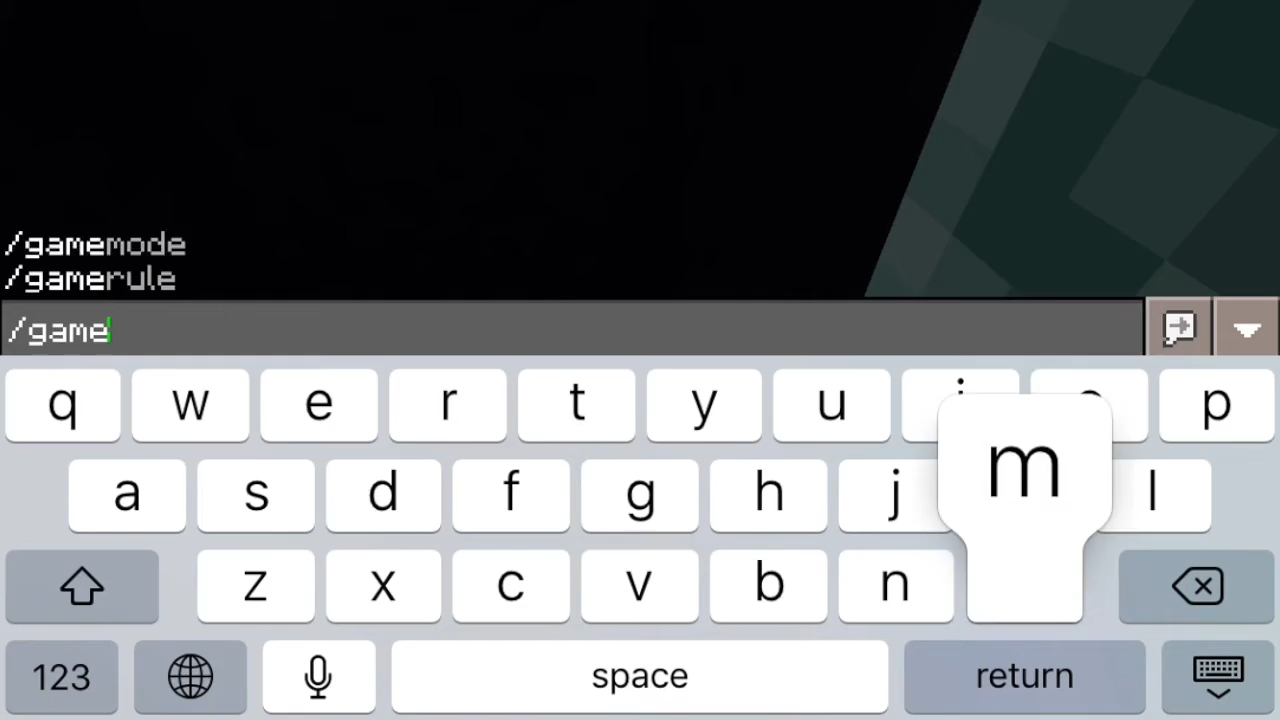 /gamemode
/gamerule
/game
q w e r t y u i p
a s d f g h j m l
z x c v b n
123 space return